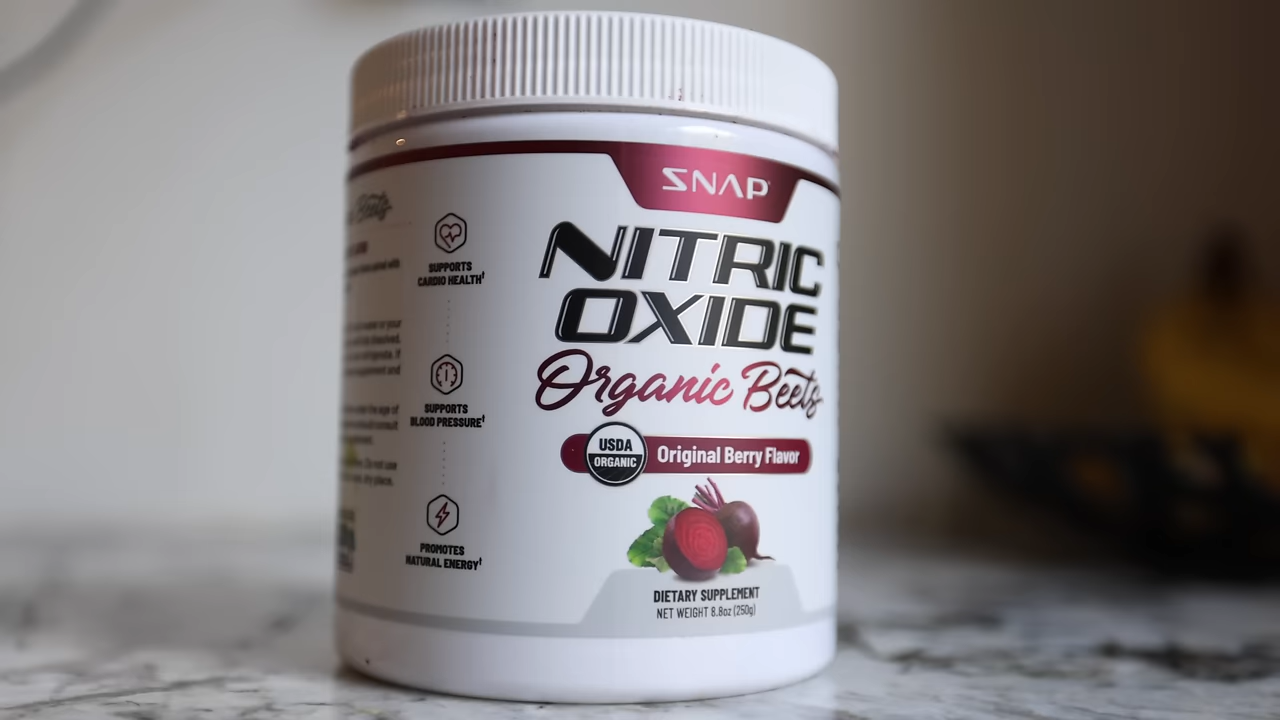 SNAP
NITRIC
OXIDE
Organic Beets
USDA
ORGANIC
Original Berry Flavor
DIETARY SUPPLEMENT
NET WEIGHT 8.8oz (250g)
SUPPORTS
CARDIO HEALTH†
SUPPORTS
BLOOD PRESSURE†
PROMOTES
NATURAL ENERGY†
Beets